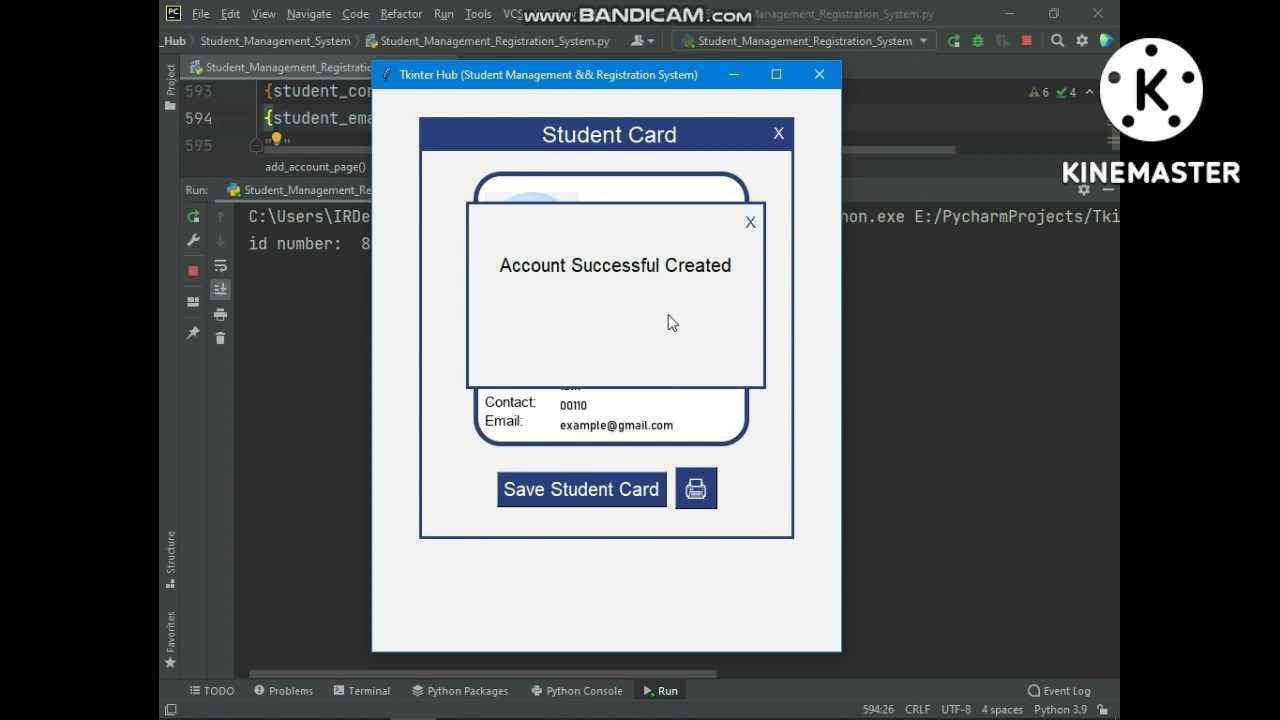 PC File Edit View Navigate Code Refactor Run Tools VCS www.BANDICAM.com Management_Registration_System.py
_Hub Student_Management_System Student_Management_Registration_System.py Student_Management_Registration_System
Project Student_Management_Registratio
Tkinter Hub (Student Management && Registration System)
593 {student_con
594 {student_ema
595 """
6 4
K
KINEMASTER
add_account_page()
Run: Student_Management_Re
C:\Users\IRDe hon.exe E:/PycharmProjects/Tki
id number: 8
Student Card X
X
Account Successful Created
Contact: 00110
Email: example@gmail.com
Save Student Card
Structure
Favorites
TODO Problems Terminal Python Packages Python Console Run Event Log
594:26 CRLF UTF-8 4 spaces Python 3.9